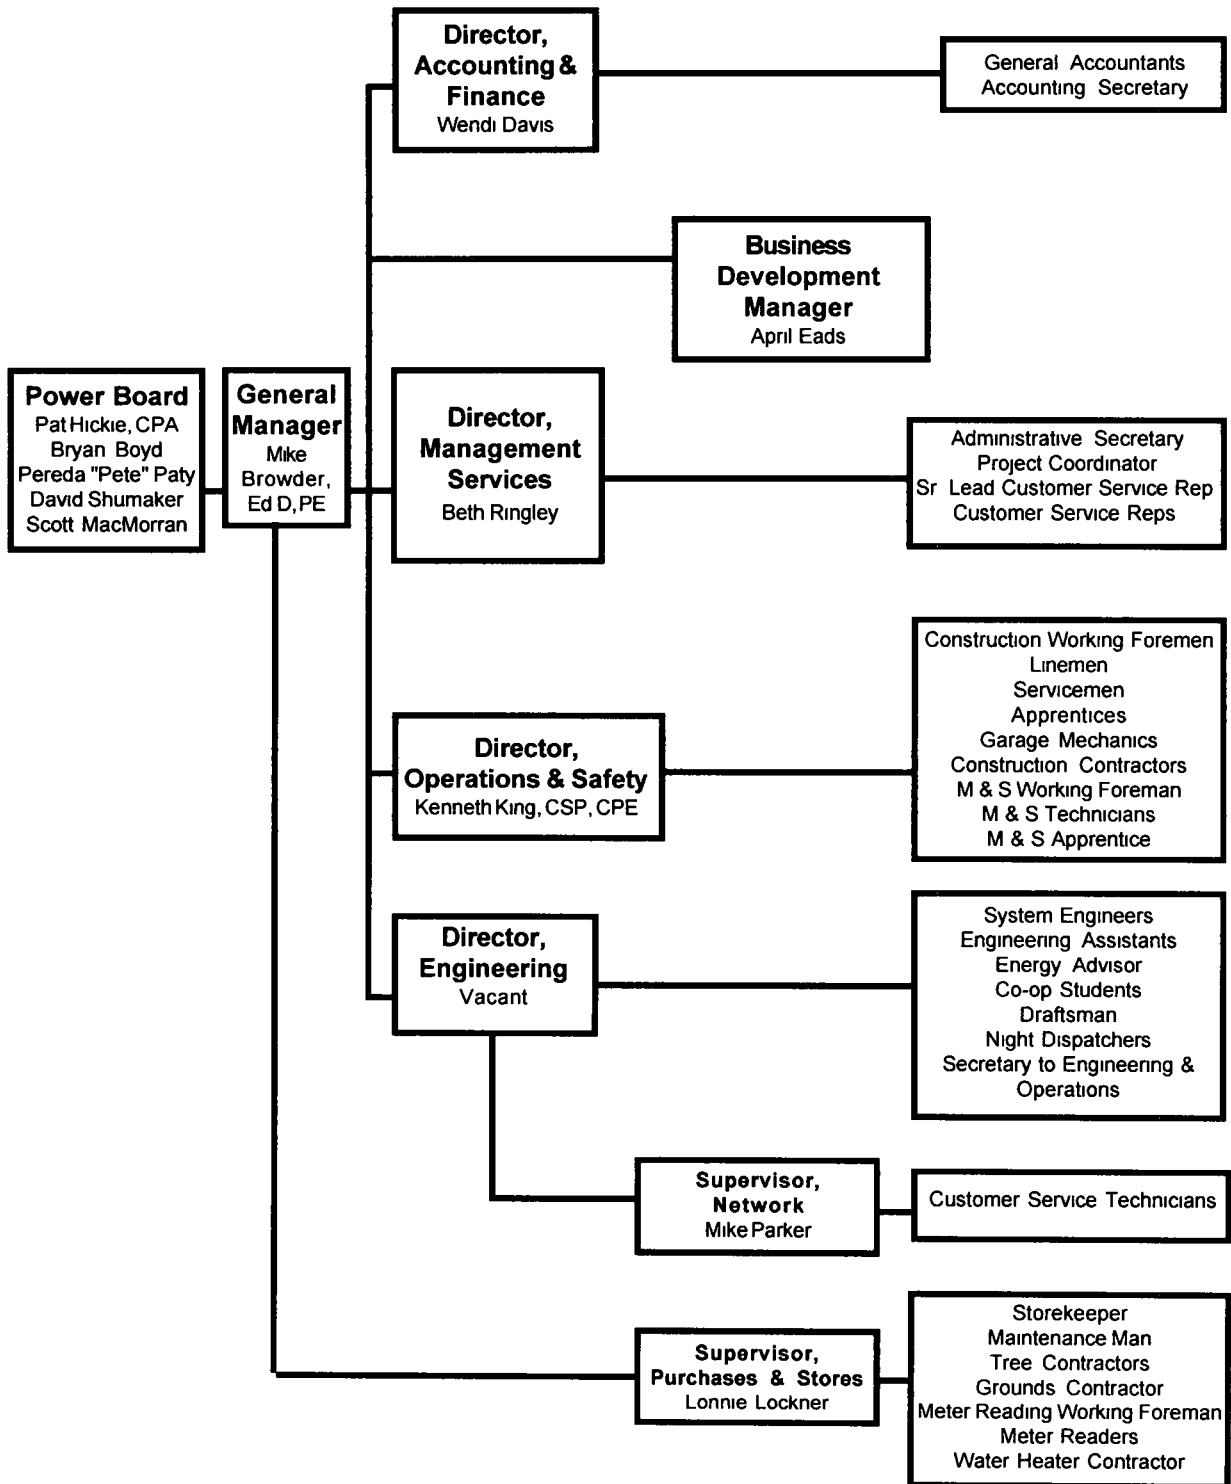 Director,
Accounting &
Finance
Wendi Davis
General Accountants
Accounting Secretary
Business
Development
Manager
April Eads
Power Board
Pat Hickie, CPA
Bryan Boyd
Pereda "Pete" Paty
David Shumaker
Scott MacMorran
General
Manager
Mike
Browder,
Ed D, PE
Director,
Management
Services
Beth Ringley
Administrative Secretary
Project Coordinator
Sr Lead Customer Service Rep
Customer Service Reps
Director,
Operations & Safety
Kenneth King, CSP, CPE
Construction Working Foremen
Linemen
Servicemen
Apprentices
Garage Mechanics
Construction Contractors
M & S Working Foreman
M & S Technicians
M & S Apprentice
Director,
Engineering
Vacant
System Engineers
Engineering Assistants
Energy Advisor
Co-op Students
Draftsman
Night Dispatchers
Secretary to Engineering &
Operations
Supervisor,
Network
Mike Parker
Customer Service Technicians
Supervisor,
Purchases & Stores
Lonnie Lockner
Storekeeper
Maintenance Man
Tree Contractors
Grounds Contractor
Meter Reading Working Foreman
Meter Readers
Water Heater Contractor